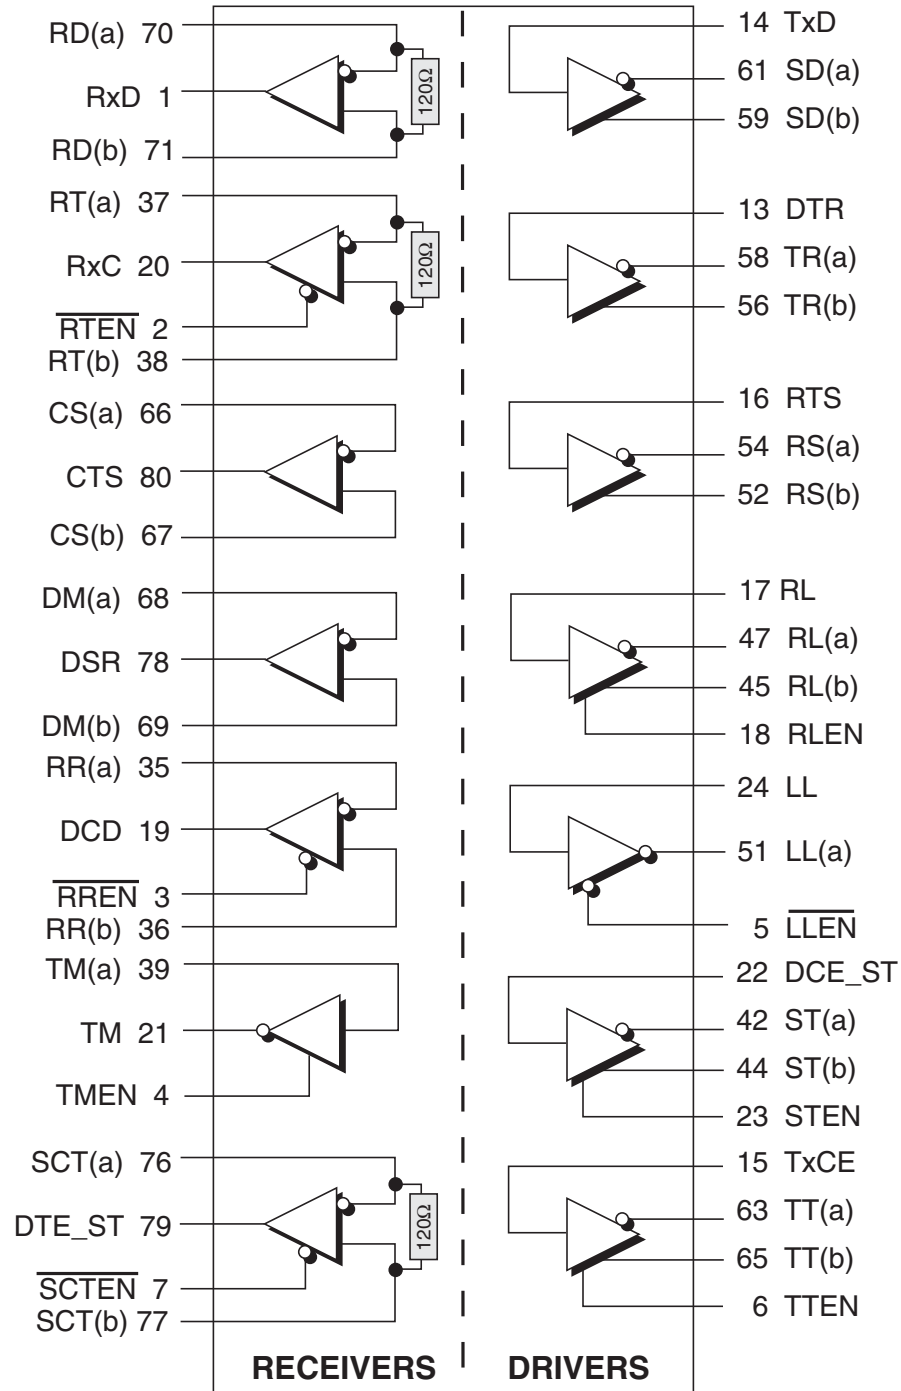 RD(a) 70
RxD 1
RD(b) 71
120Ω
RT(a) 37
RxC 20
RTEN 2
RT(b) 38
120Ω
CS(a) 66
CTS 80
CS(b) 67
DM(a) 68
DSR 78
DM(b) 69
RR(a) 35
DCD 19
RREN 3
RR(b) 36
TM(a) 39
TM 21
TMEN 4
SCT(a) 76
DTE_ST 79
SCTEN 7
SCT(b) 77
120Ω
RECEIVERS
14 TxD
61 SD(a)
59 SD(b)
13 DTR
58 TR(a)
56 TR(b)
16 RTS
54 RS(a)
52 RS(b)
17 RL
47 RL(a)
45 RL(b)
18 RLEN
24 LL
51 LL(a)
5 LLEN
22 DCE_ST
42 ST(a)
44 ST(b)
23 STEN
15 TxCE
63 TT(a)
65 TT(b)
6 TTEN
DRIVERS